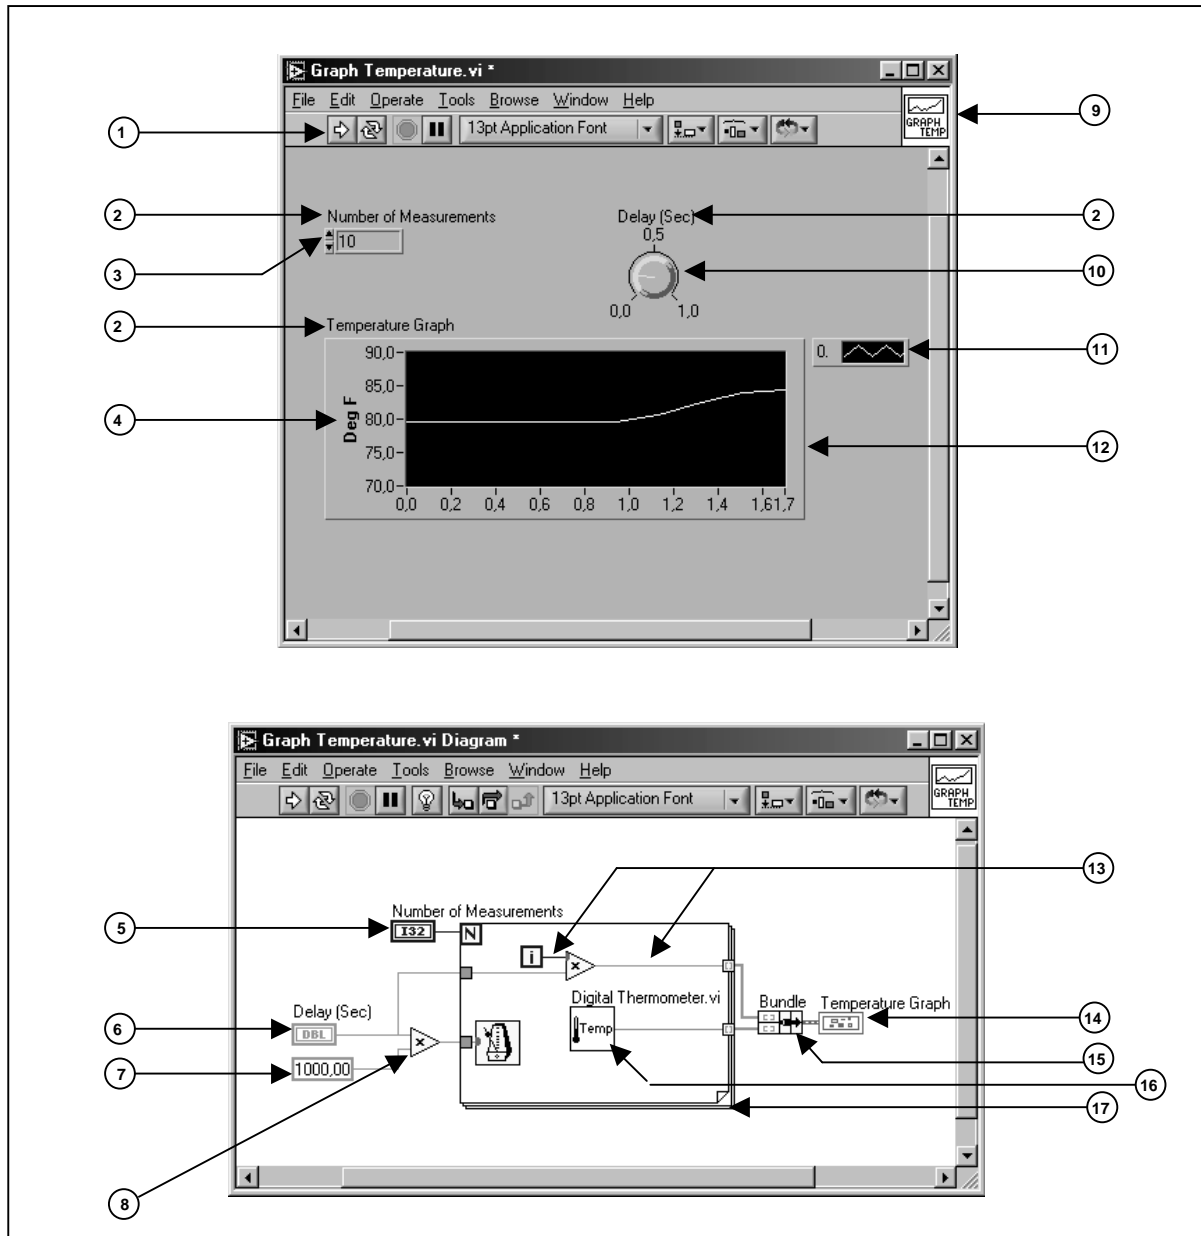 Graph Temperature.vi *
File Edit Operate Tools Browse Window Help
GRAPH
TEMP
9
1
13pt Application Font
2
Number of Measurements
Delay (Sec)
2
10
0,5
3
10
0,0
1,0
2
Temperature Graph
90,0
0.
11
85,0
4
Deg F
80,0
12
75,0
70,0
0,0 0,2 0,4 0,6 0,8 1,0 1,2 1,4 1,6 1,7
Graph Temperature.vi Diagram *
File Edit Operate Tools Browse Window Help
GRAPH
TEMP
13pt Application Font
13
Number of Measurements
5
I32
N
i
x
Digital Thermometer.vi
Bundle
Temperature Graph
Delay (Sec)
6
DBL
x
Temp
14
15
7
1000,00
16
17
8